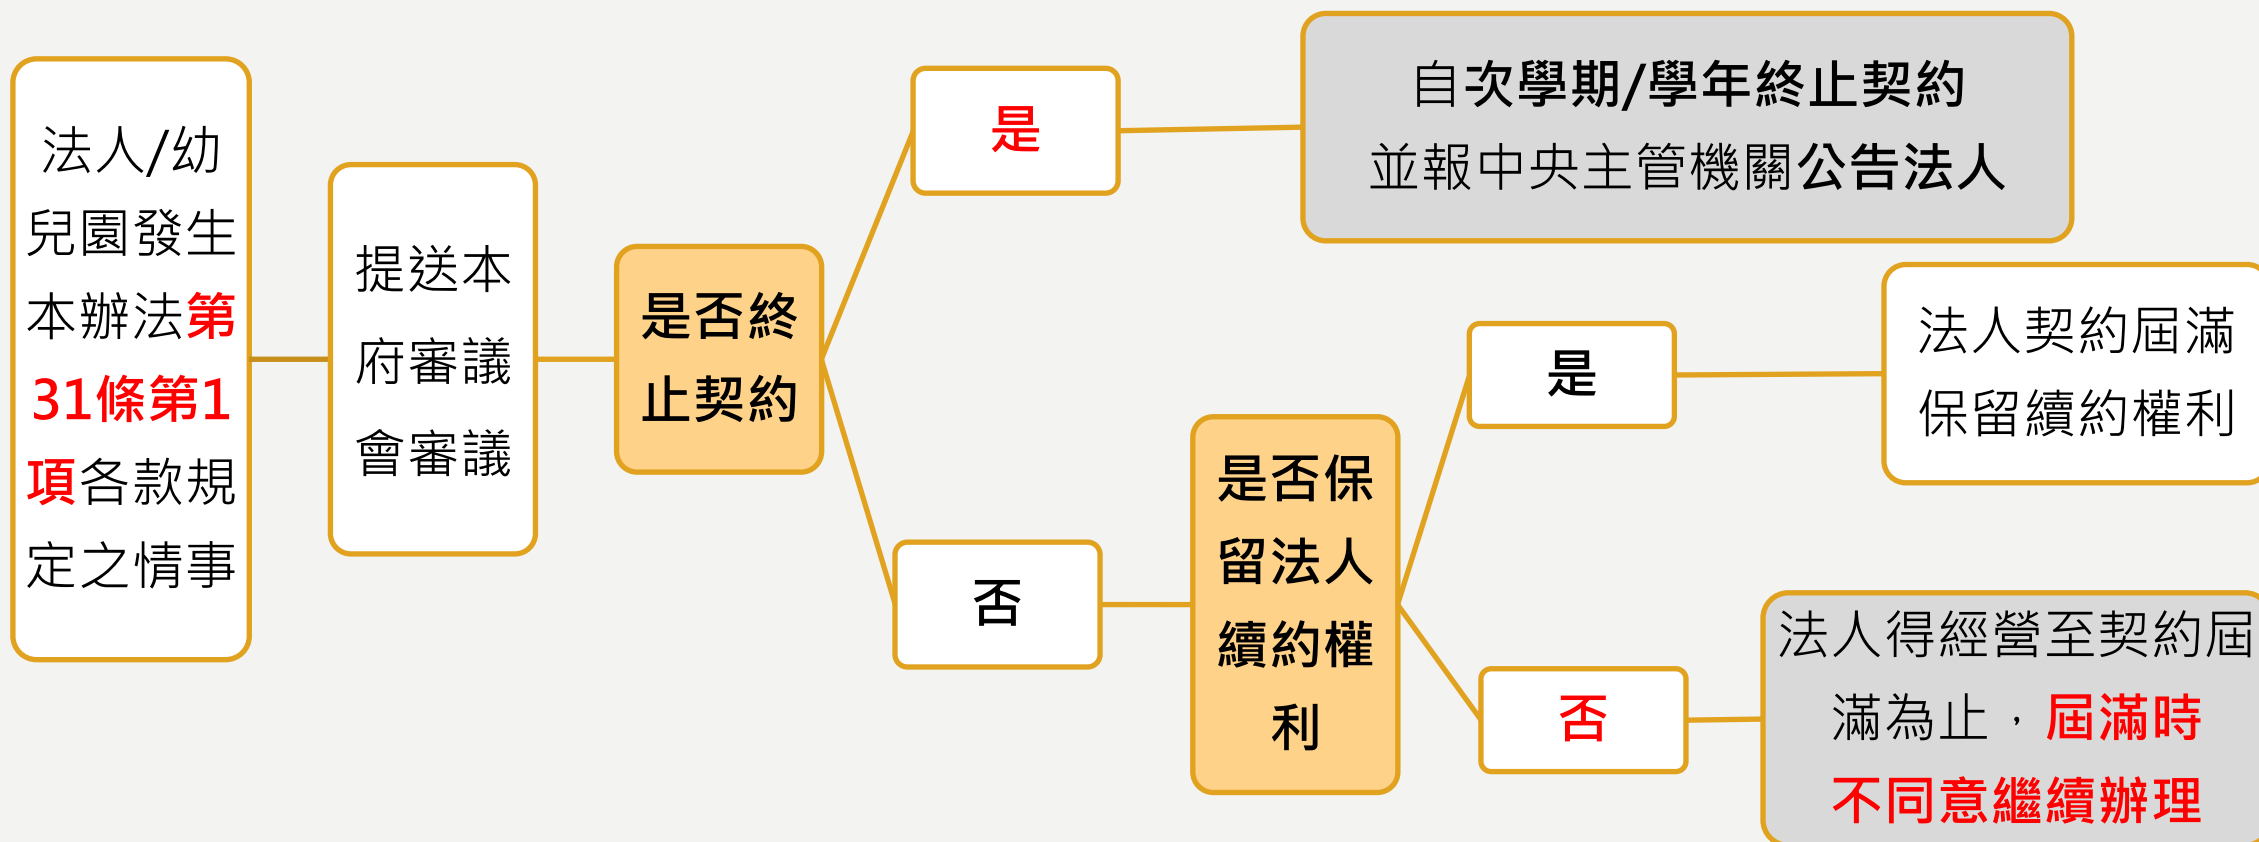 法人/幼
兒園發生
本辦法第
31條第1
項各款規
定之情事
提送本
府審議
會審議
是否終
止契約
是
自次學期/學年終止契約
並報中央主管機關公告法人
否
是否保
留法人
續約權
利
是
法人契約屆滿
保留續約權利
否
法人得經營至契約屆
滿為止，屆滿時
不同意繼續辦理